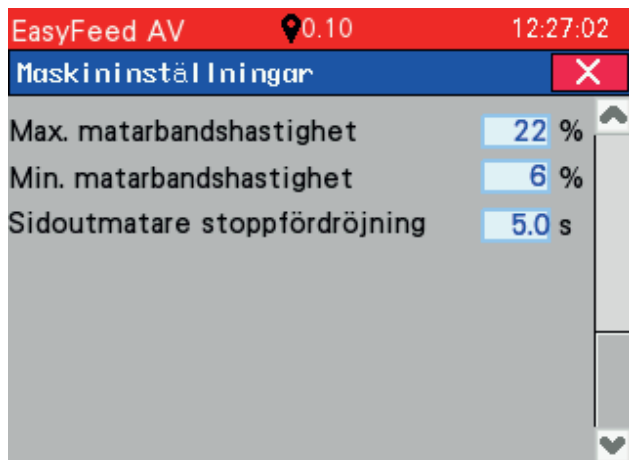 EasyFeed AV 0.10 12:27:02
Maskininställningar
Max. matarbandshastighet 22 %
Min. matarbandshastighet 6 %
Sidoutmatare stoppfördröjning 5.0 s